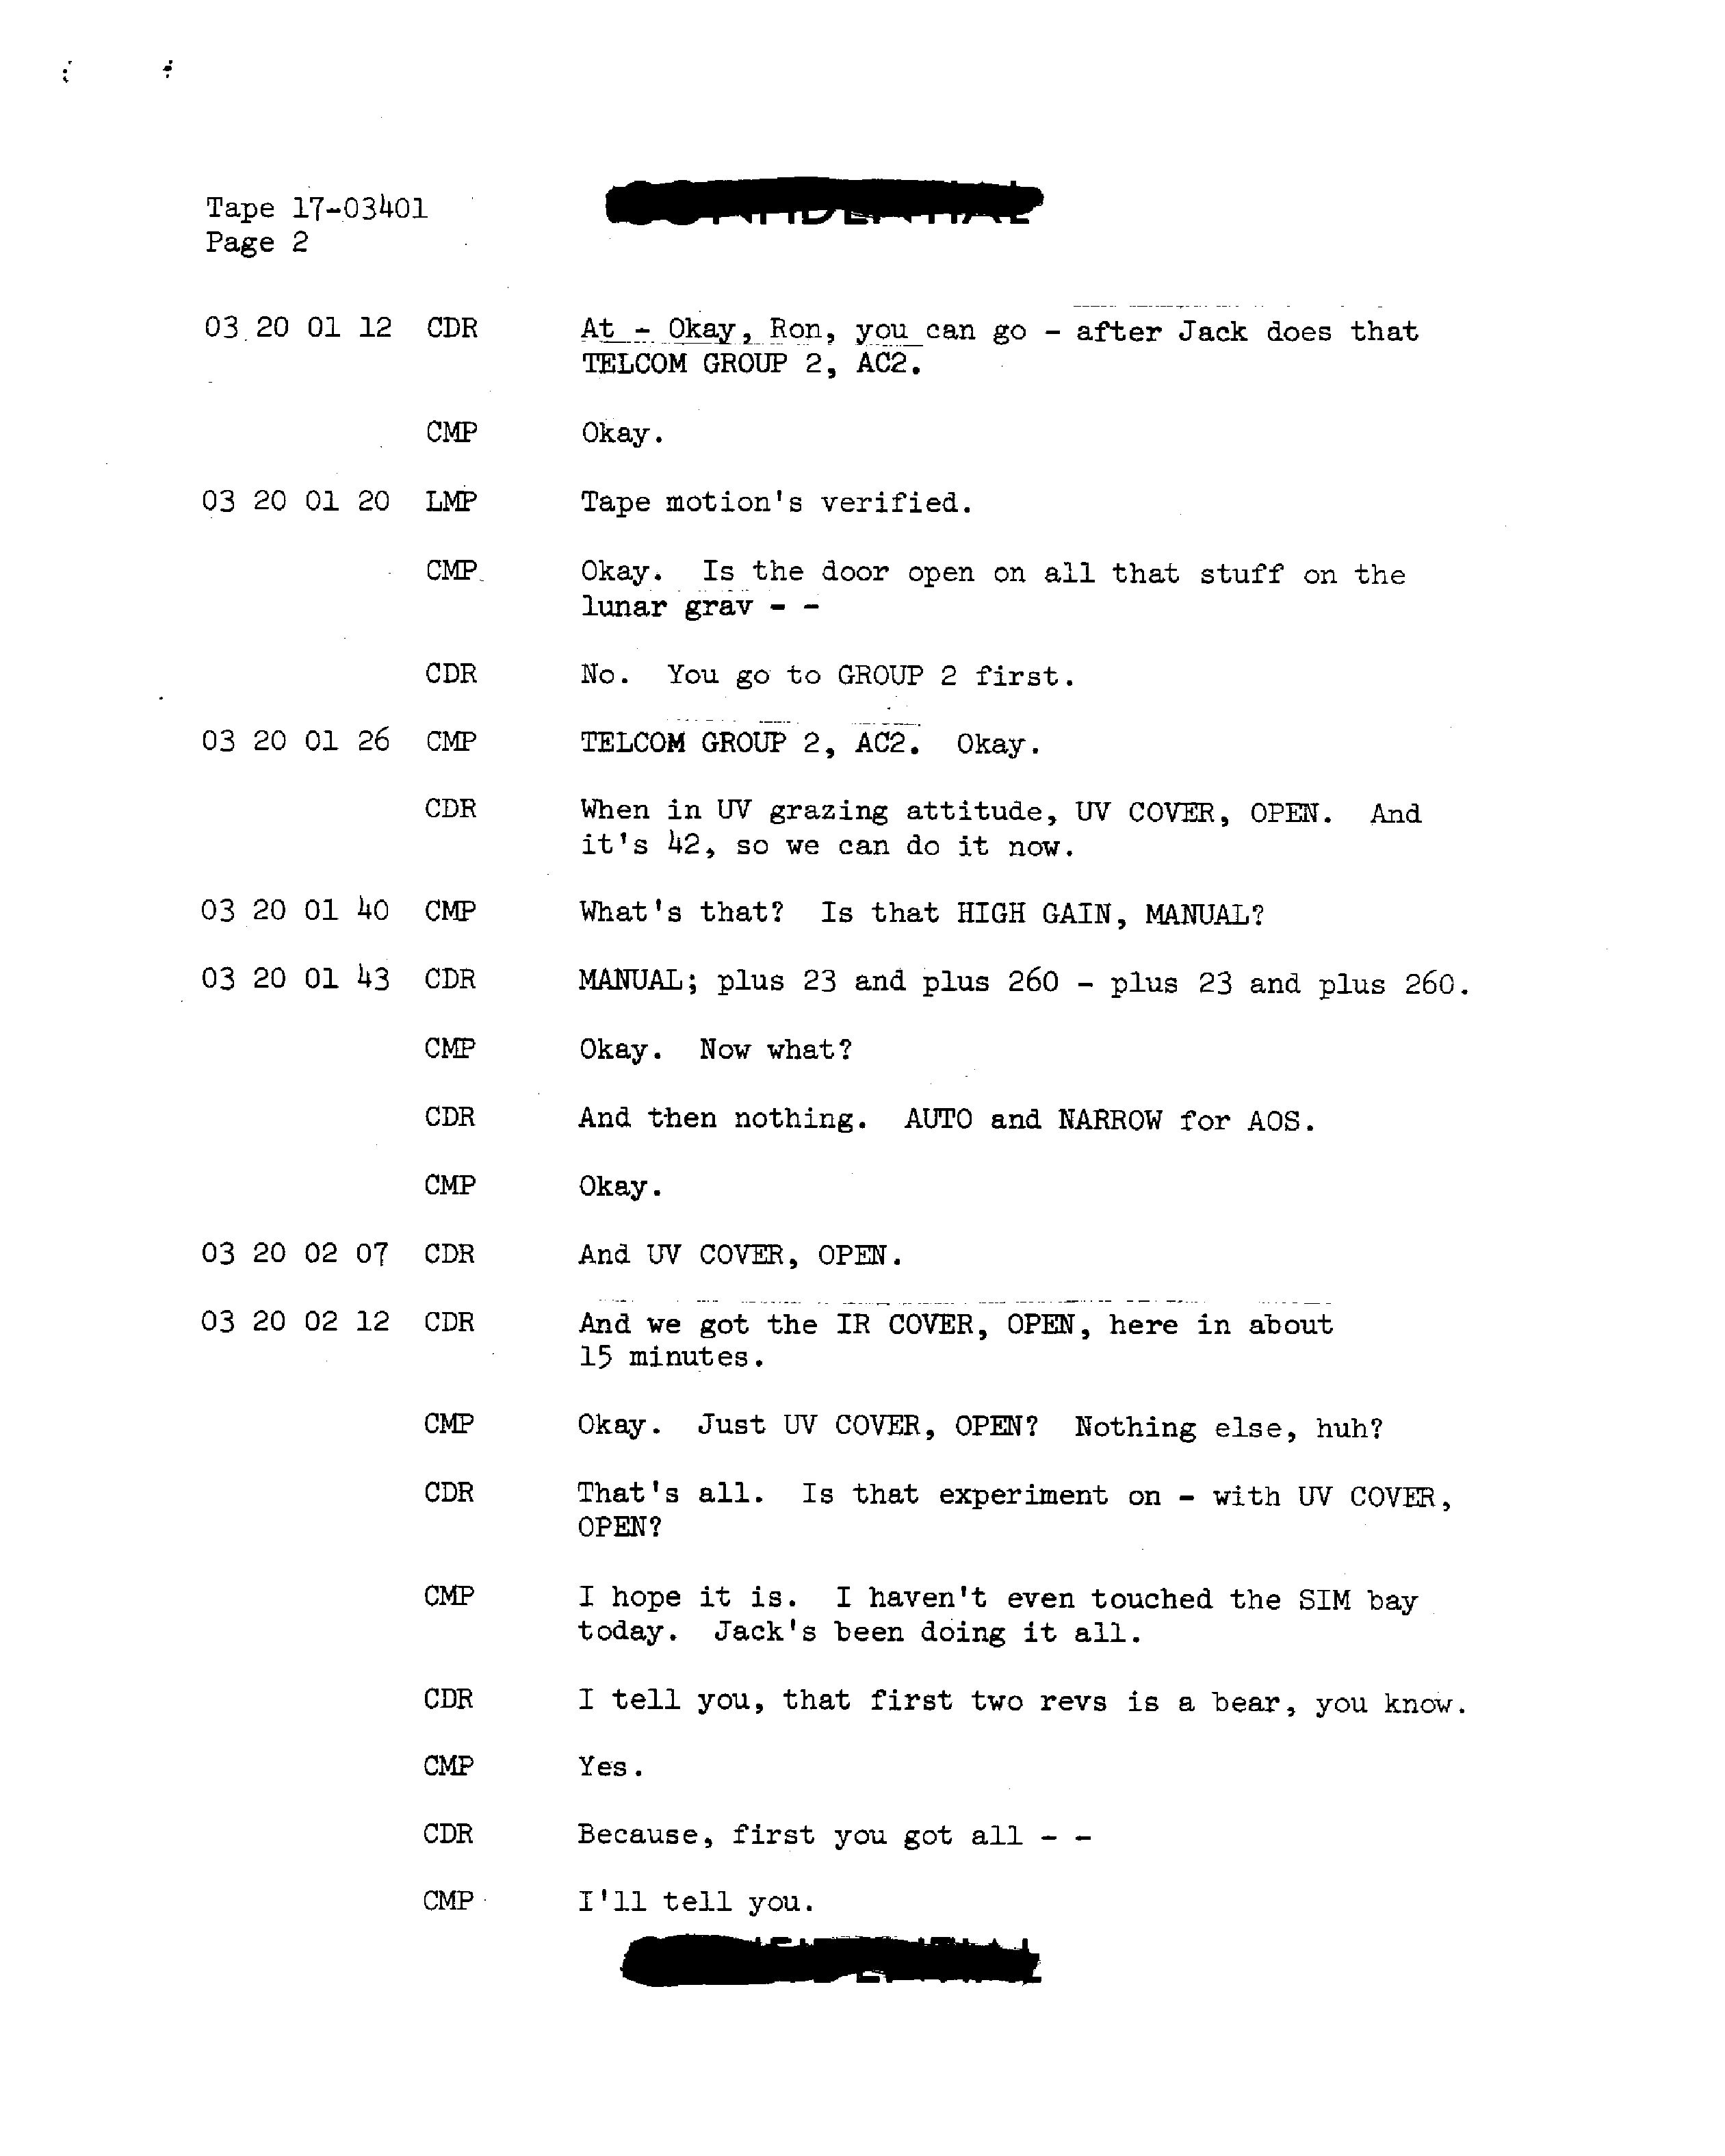 Tape 17-03401
Page 2
03 20 01 12 CDR At - Okay, Ron, you can go - after Jack does that
TELCOM GROUP 2, AC2.
CMP Okay.
03 20 01 20 LMP Tape motion's verified.
CMP Okay. Is the door open on all that stuff on the
lunar grav - -
CDR No. You go to GROUP 2 first.
03 20 01 26 CMP TELCOM GROUP 2, AC2. Okay.
CDR When in UV grazing attitude, UV COVER, OPEN. And
it's 42, so we can do it now.
03 20 01 40 CMP What's that? Is that HIGH GAIN, MANUAL?
03 20 01 43 CDR MANUAL; plus 23 and plus 260 - plus 23 and plus 260.
CMP Okay. Now what?
CDR And then nothing. AUTO and NARROW for AOS.
CMP Okay.
03 20 02 07 CDR And UV COVER, OPEN.
03 20 02 12 CDR And we got the IR COVER, OPEN, here in about
15 minutes.
CMP Okay. Just UV COVER, OPEN? Nothing else, huh?
CDR That's all. Is that experiment on - with UV COVER,
OPEN?
CMP I hope it is. I haven't even touched the SIM bay
today. Jack's been doing it all.
CDR I tell you, that first two revs is a bear, you know.
CMP Yes.
CDR Because, first you got all - -
CMP I'll tell you.